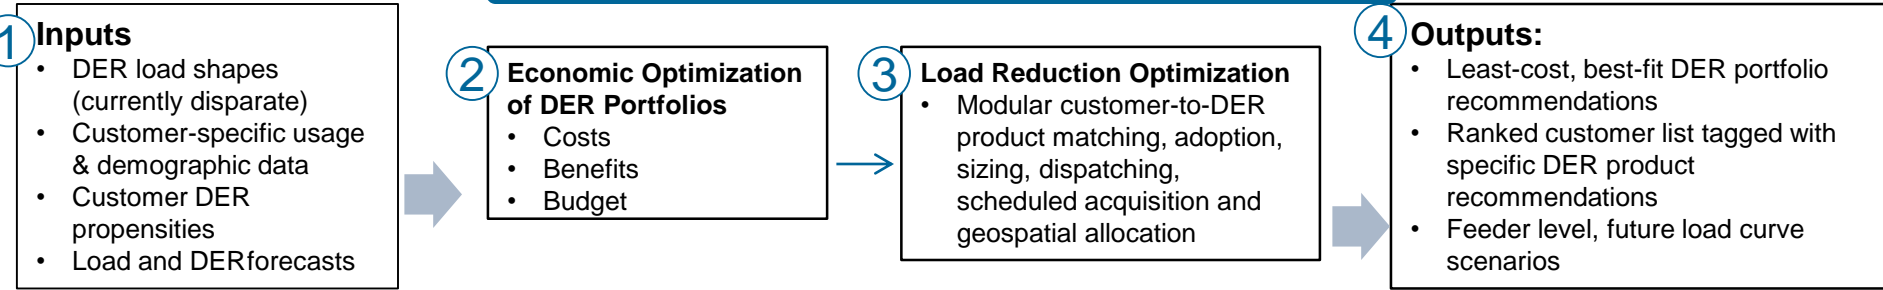 1
Inputs
• DER load shapes
(currently disparate)
• Customer-specific usage
& demographic data
• Customer DER
propensities
• Load and DERforecasts
2
Economic Optimization
of DER Portfolios
• Costs
• Benefits
• Budget
3
Load Reduction Optimization
• Modular customer-to-DER
product matching, adoption,
sizing, dispatching,
scheduled acquisition and
geospatial allocation
4
Outputs:
• Least-cost, best-fit DER portfolio
recommendations
• Ranked customer list tagged with
specific DER product
recommendations
• Feeder level, future load curve
scenarios